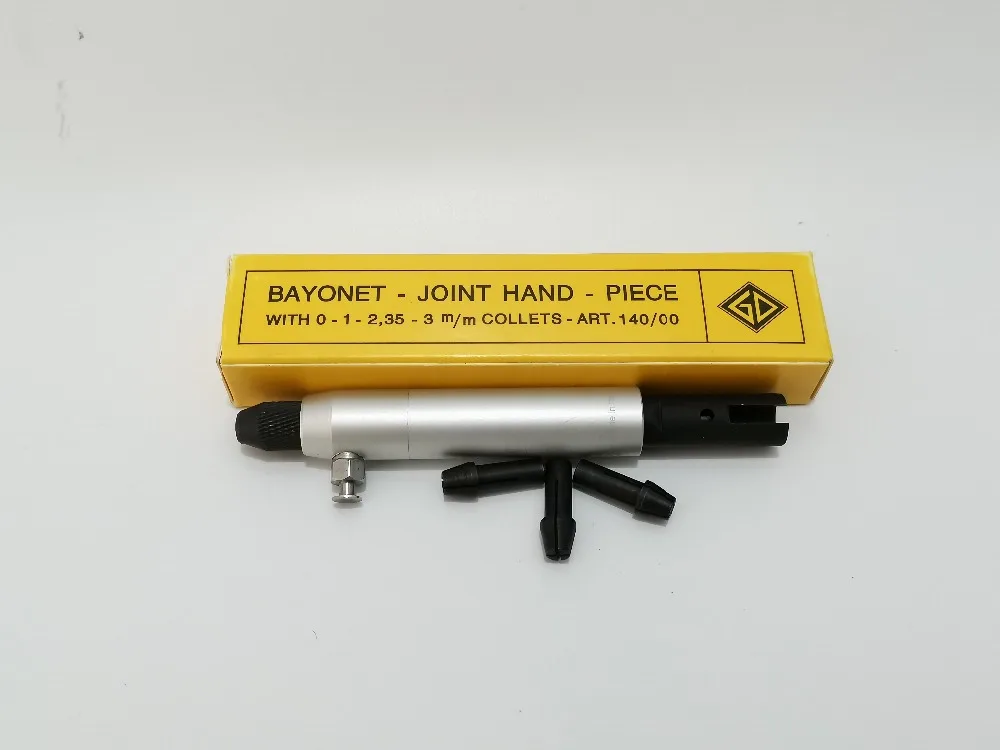 BAYONET - JOINT HAND - PIECE
WITH 0 - 1 - 2,35 - 3 m/m COLLETS - ART. 140/00
GD